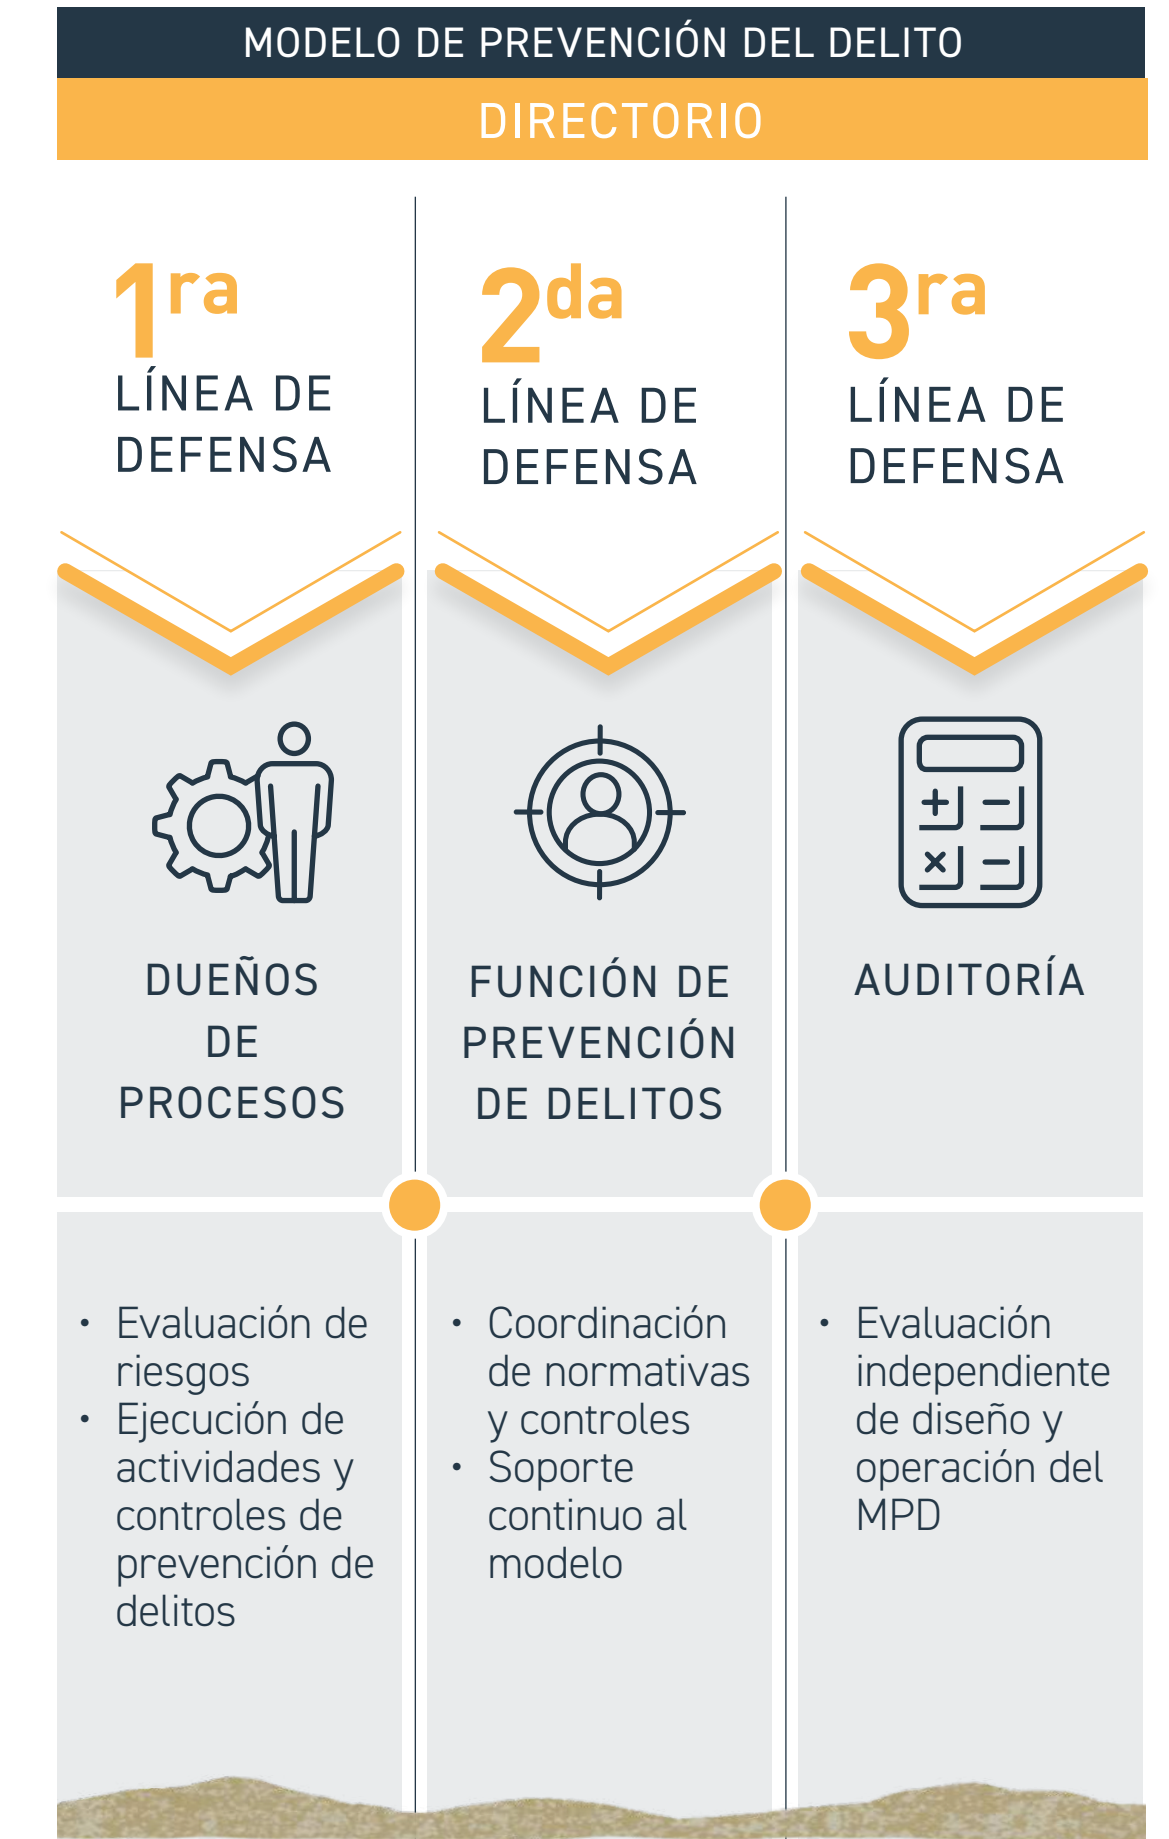 MODELO DE PREVENCIÓN DEL DELITO
DIRECTORIO
1ra
LÍNEA DE
DEFENSA
DUEÑOS
DE
PROCESOS
• Evaluación de
riesgos
• Ejecución de
actividades y
controles de
prevención de
delitos
2da
LÍNEA DE
DEFENSA
FUNCIÓN DE
PREVENCIÓN
DE DELITOS
• Coordinación
de normativas
y controles
• Soporte
continuo al
modelo
3ra
LÍNEA DE
DEFENSA
AUDITORÍA
• Evaluación
independiente
de diseño y
operación del
MPD